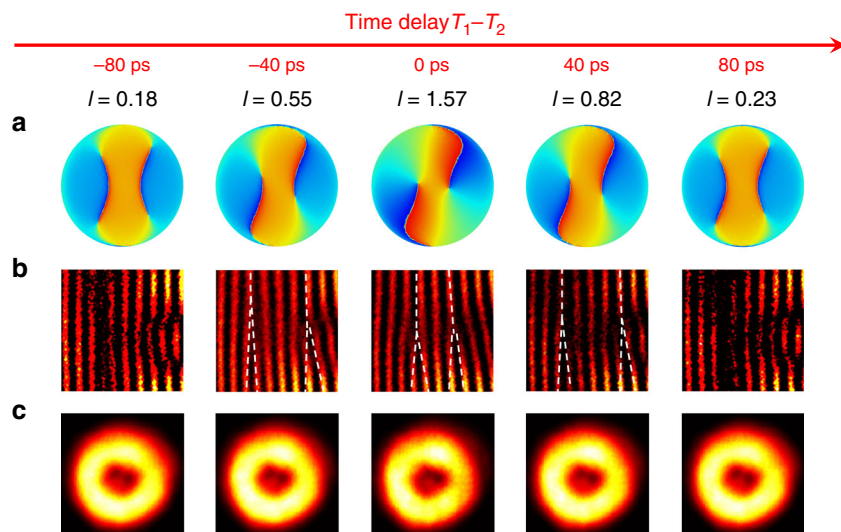 Time delay T₁–T₂
–80 ps –40 ps 0 ps 40 ps 80 ps
l = 0.18 l = 0.55 l = 1.57 l = 0.82 l = 0.23
a
b
c